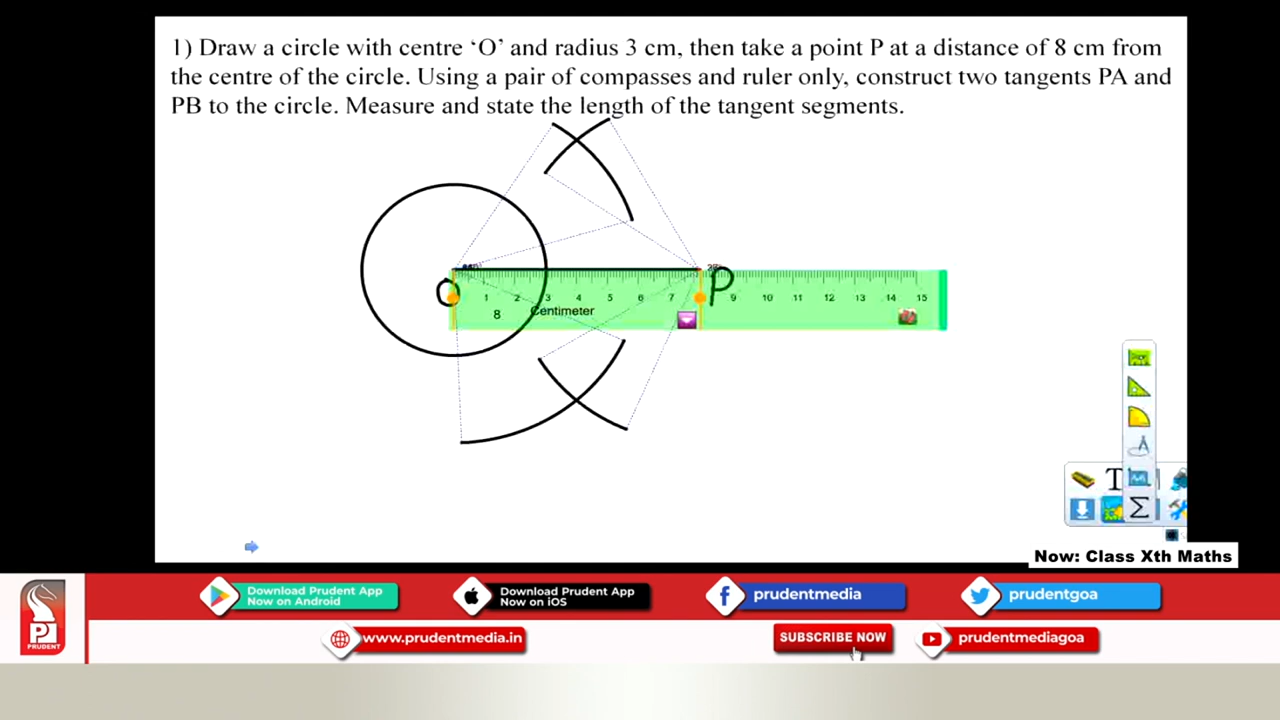 1) Draw a circle with centre ‘O’ and radius 3 cm, then take a point P at a distance of 8 cm from
the centre of the circle. Using a pair of compasses and ruler only, construct two tangents PA and
PB to the circle. Measure and state the length of the tangent segments.
O
P
1 2 3 4 5 6 7 9 10 11 12 13 14 15
8 Centimeter
T
Σ
Now: Class Xth Maths
Download Prudent App
Now on Android
Download Prudent App
Now on iOS
prudentmedia
prudentgoa
PRUDENT
www.prudentmedia.in
SUBSCRIBE NOW
prudentmediagoa